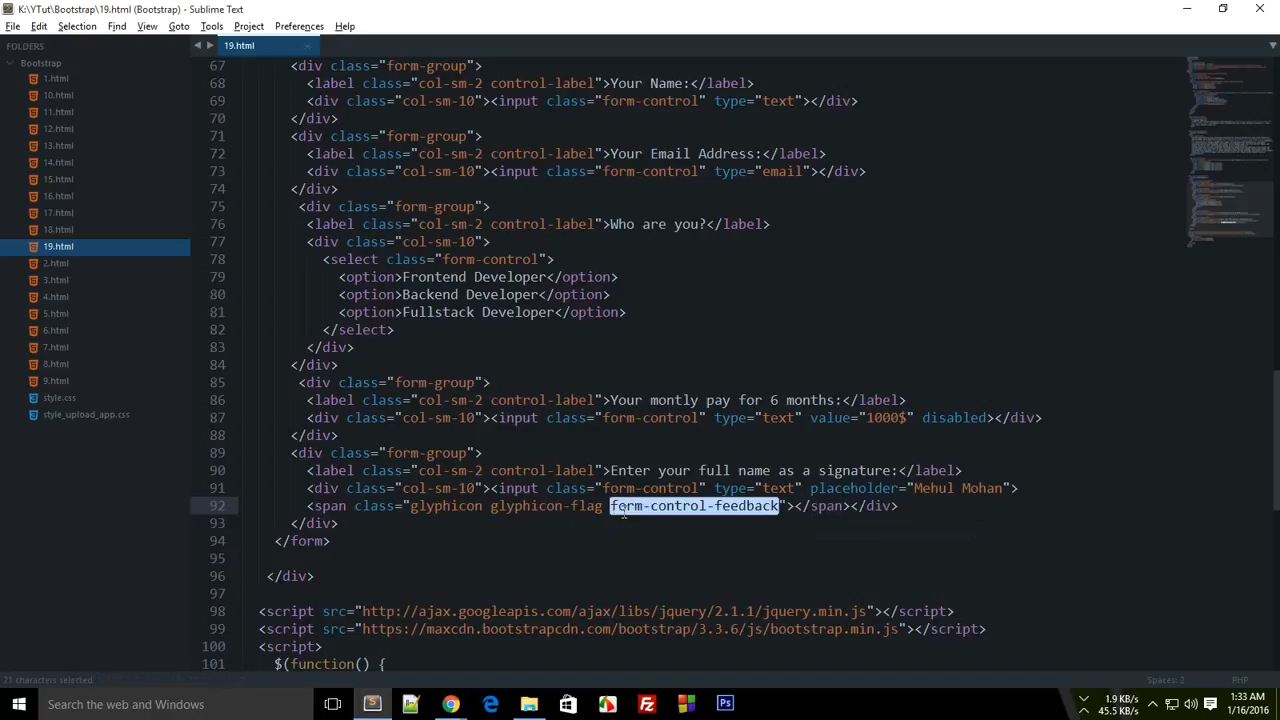 K:\YTut\Bootstrap\19.html (Bootstrap) - Sublime Text
File Edit Selection Find View Goto Tools Project Preferences Help
FOLDERS
Bootstrap
1.html
10.html
11.html
12.html
13.html
14.html
15.html
16.html
17.html
18.html
19.html
2.html
3.html
4.html
5.html
6.html
7.html
8.html
9.html
style.css
style_upload_app.css
19.html
67 <div class="form-group">
68 <label class="col-sm-2 control-label">Your Name:</label>
69 <div class="col-sm-10"><input class="form-control" type="text"></div>
70 </div>
71 <div class="form-group">
72 <label class="col-sm-2 control-label">Your Email Address:</label>
73 <div class="col-sm-10"><input class="form-control" type="email"></div>
74 </div>
75 <div class="form-group">
76 <label class="col-sm-2 control-label">Who are you?</label>
77 <div class="col-sm-10">
78 <select class="form-control">
79 <option>Frontend Developer</option>
80 <option>Backend Developer</option>
81 <option>Fullstack Developer</option>
82 </select>
83 </div>
84 </div>
85 <div class="form-group">
86 <label class="col-sm-2 control-label">Your montly pay for 6 months:</label>
87 <div class="col-sm-10"><input class="form-control" type="text" value="1000$" disabled></div>
88 </div>
89 <div class="form-group">
90 <label class="col-sm-2 control-label">Enter your full name as a signature:</label>
91 <div class="col-sm-10"><input class="form-control" type="text" placeholder="Mehul Mohan">
92 <span class="glyphicon glyphicon-flag form-control-feedback"></span></div>
93 </div>
94 </form>
95
96 </div>
97
98 <script src="http://ajax.googleapis.com/ajax/libs/jquery/2.1.1/jquery.min.js"></script>
99 <script src="https://maxcdn.bootstrapcdn.com/bootstrap/3.3.6/js/bootstrap.min.js"></script>
100 <script>
101 $(function() {
21 characters selected
Spaces: 2
PHP
Search the web and Windows
Ps
1.9 KB/s
45.5 KB/s
1:33 AM
1/16/2016